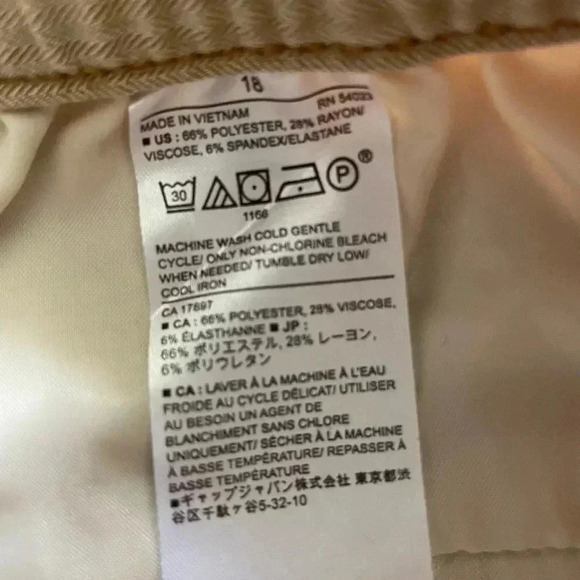 18
MADE IN VIETNAM RN 54023
■ US : 66% POLYESTER, 28% RAYON/
VISCOSE, 6% SPANDEX/ELASTANE
30 P ®
1166
MACHINE WASH COLD GENTLE
CYCLE/ ONLY NON-CHLORINE BLEACH
WHEN NEEDED/ TUMBLE DRY LOW/
COOL IRON
CA 17897
■ CA : 66% POLYESTER, 28% VISCOSE,
6% ÉLASTHANNE ■ JP :
66% ポリエステル, 28% レーヨン,
6% ポリウレタン
■ CA : LAVER À LA MACHINE À L'EAU
FROIDE AU CYCLE DÉLICAT/ UTILISER
AU BESOIN UN AGENT DE
BLANCHIMENT SANS CHLORE
UNIQUEMENT/ SÉCHER À LA MACHINE
À BASSE TEMPÉRATURE/ REPASSER À
BASSE TEMPÉRATURE
■ギャップジャパン株式会社 東京都渋
谷区千駄ヶ谷5-32-10